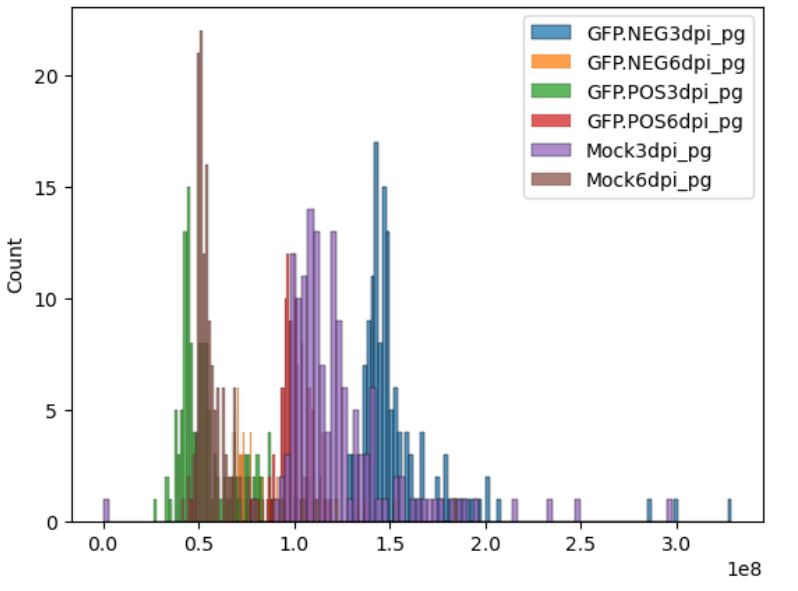 GFP.NEG3dpi_pg
GFP.NEG6dpi_pg
GFP.POS3dpi_pg
GFP.POS6dpi_pg
Mock3dpi_pg
Mock6dpi_pg
Count
20
15
10
5
0
0.0 0.5 1.0 1.5 2.0 2.5 3.0
1e8